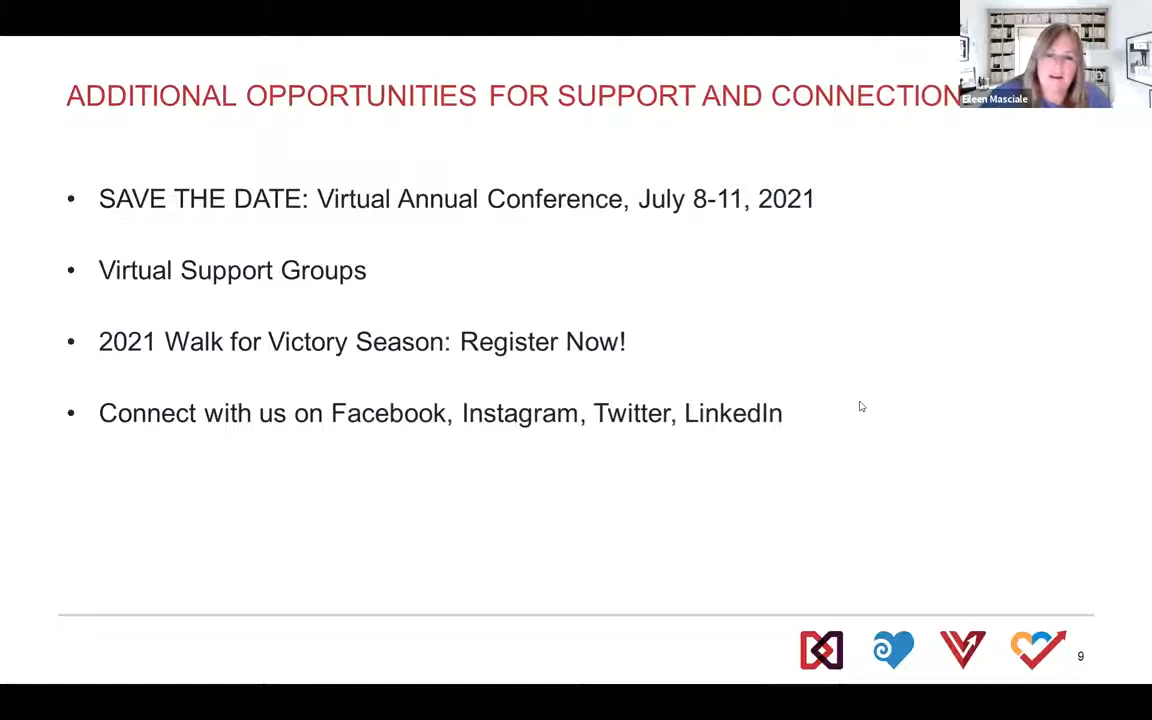 ADDITIONAL OPPORTUNITIES FOR SUPPORT AND CONNECTION
Eileen Masciale
• SAVE THE DATE: Virtual Annual Conference, July 8-11, 2021
• Virtual Support Groups
• 2021 Walk for Victory Season: Register Now!
• Connect with us on Facebook, Instagram, Twitter, LinkedIn
9